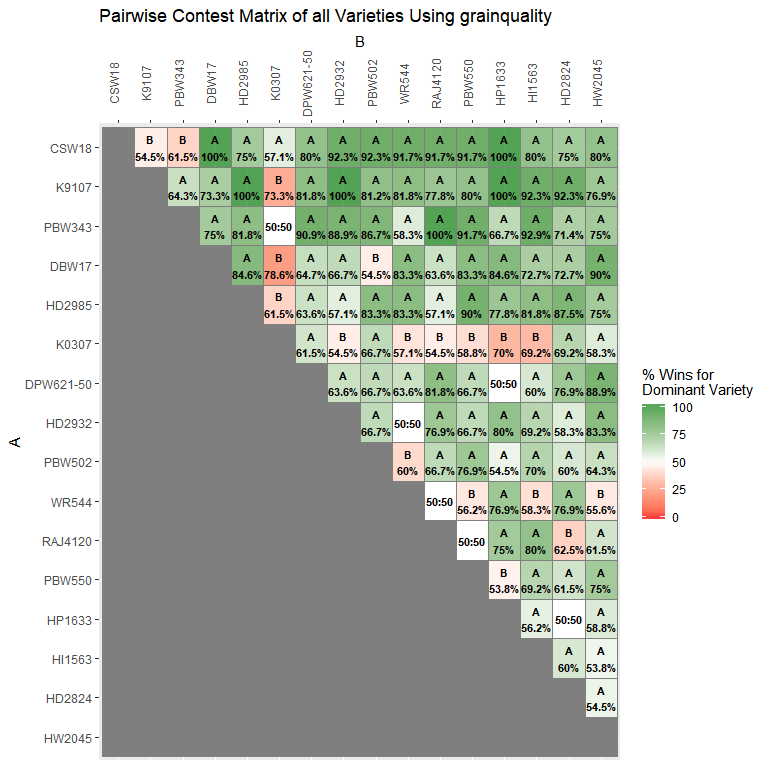 Pairwise Contest Matrix of all Varieties Using grainquality
B
CSW18 K9107 PBW343 DBW17 HD2985 K0307 DPW621-50 HD2932 PBW502 WR544 RAJ4120 PBW550 HP1633 HI1563 HD2824 HW2045
B B A A A A A A A A A A A A A
CSW18 54.5% 61.5% 100% 75% 57.1% 80% 92.3% 92.3% 91.7% 91.7% 91.7% 100% 80% 75% 80%
A A A B A A A A A A A A A A
K9107 64.3% 73.3% 100% 73.3% 81.8% 100% 81.2% 81.8% 77.8% 80% 100% 92.3% 92.3% 76.9%
A A A A A A A A A A A A
PBW343 75% 81.8% 50:50 90.9% 88.9% 86.7% 58.3% 100% 91.7% 66.7% 92.9% 71.4% 75%
A B A A B A A A A A A A
DBW17 84.6% 78.6% 64.7% 66.7% 54.5% 83.3% 63.6% 83.3% 84.6% 72.7% 72.7% 90%
B A A A A A A A A A A
HD2985 61.5% 63.6% 57.1% 83.3% 83.3% 57.1% 90% 77.8% 81.8% 87.5% 75%
A B A B B B B B A A
K0307 61.5% 54.5% 66.7% 57.1% 54.5% 58.8% 70% 69.2% 69.2% 58.3%
A A A A A A A A
DPW621-50 63.6% 66.7% 63.6% 81.8% 66.7% 50:50 60% 76.9% 88.9%
A A A A A A A
HD2932 66.7% 50:50 76.9% 66.7% 80% 69.2% 58.3% 83.3%
B A A A A A A
PBW502 60% 66.7% 76.9% 54.5% 70% 60% 64.3%
B A B A B
WR544 50:50 56.2% 76.9% 58.3% 76.9% 55.6%
A A B A
RAJ4120 50:50 75% 80% 62.5% 61.5%
B A A A
PBW550 53.8% 69.2% 61.5% 75%
A A
HP1633 56.2% 50:50 58.8%
A A
HI1563 60% 53.8%
A
HD2824 54.5%
HW2045
A
% Wins for
Dominant Variety
100
75
50
25
0